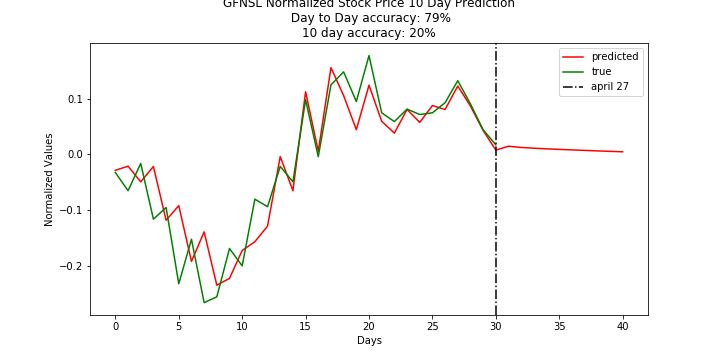 GFNSL Normalized Stock Price 10 Day Prediction
Day to Day accuracy: 79%
10 day accuracy: 20%
predicted
true
april 27
0.1
0.0
−0.1
−0.2
Normalized Values
0 5 10 15 20 25 30 35 40
Days